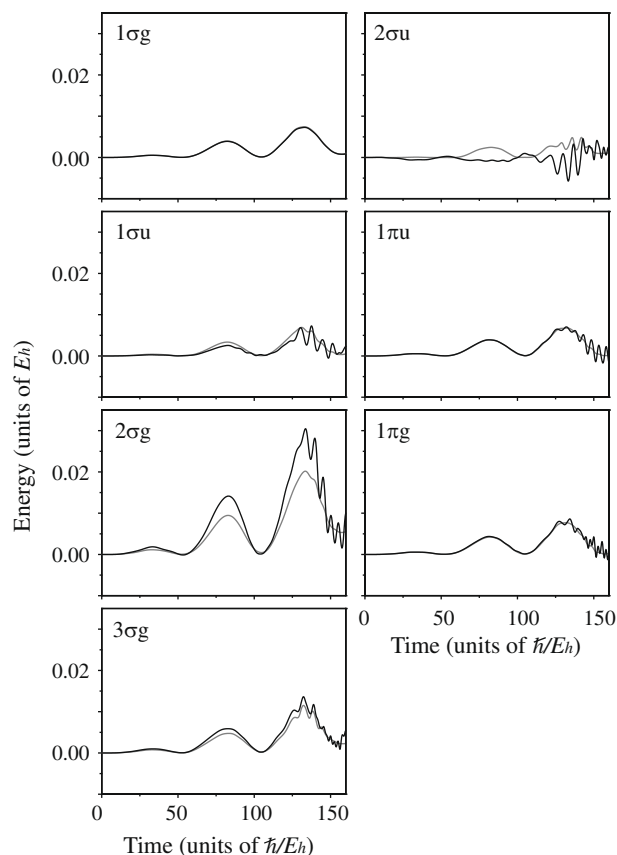 1σg
2σu
0.02
0.00
1σu
1πu
0.02
0.00
2σg
1πg
0.02
0.00
3σg
0 50 100 150
Time (units of ℏ/Eh)
0.02
0.00
0 50 100 150
Time (units of ℏ/Eh)
Energy (units of Eh)